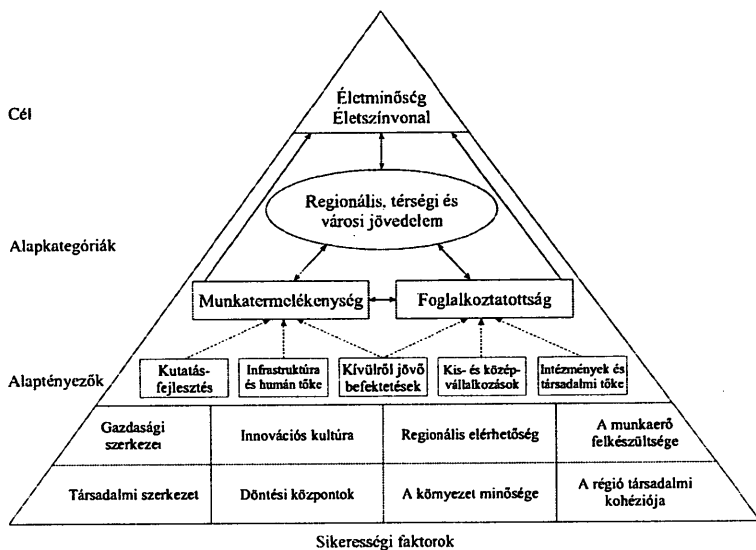 Cél
Életminőség
Életszínvonal
Regionális, térségi és
városi jövedelem
Alapkategóriák
Munkatermelékenység
Foglalkoztatottság
Alaptényezők
Kutatás-
fejlesztés
Infrastruktúra
és humán tőke
Kívülről jövő
befektetések
Kis- és közép-
vállalkozások
Intézmények és
társadalmi tőke
Gazdasági
szerkezet
Innovációs kultúra
Regionális elérhetőség
A munkaerő
felkészültsége
Társadalmi szerkezet
Döntési központok
A környezet minősége
A régió társadalmi
kohéziója
Sikerességi faktorok